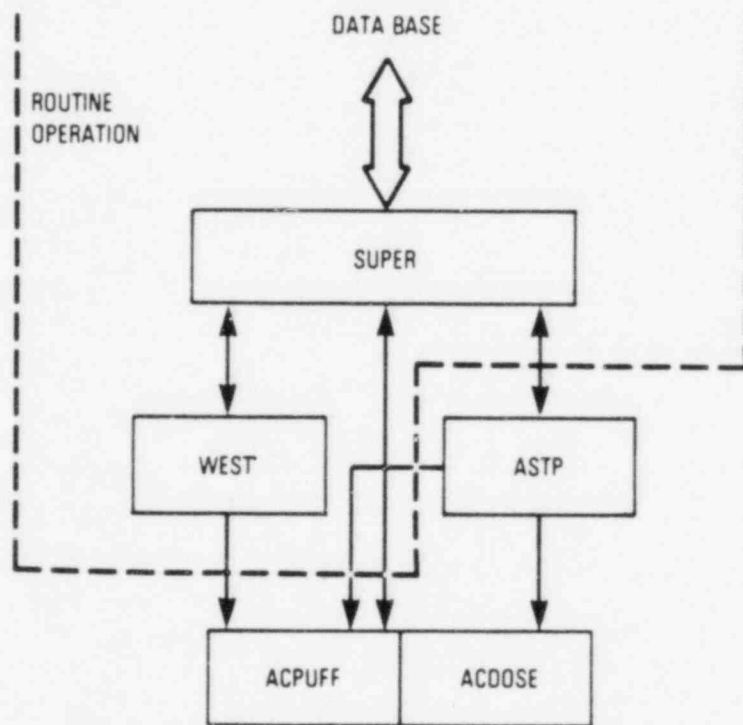 DATA BASE
ROUTINE
OPERATION
SUPER
WEST
ASTP
ACPUFF
ACDOSE